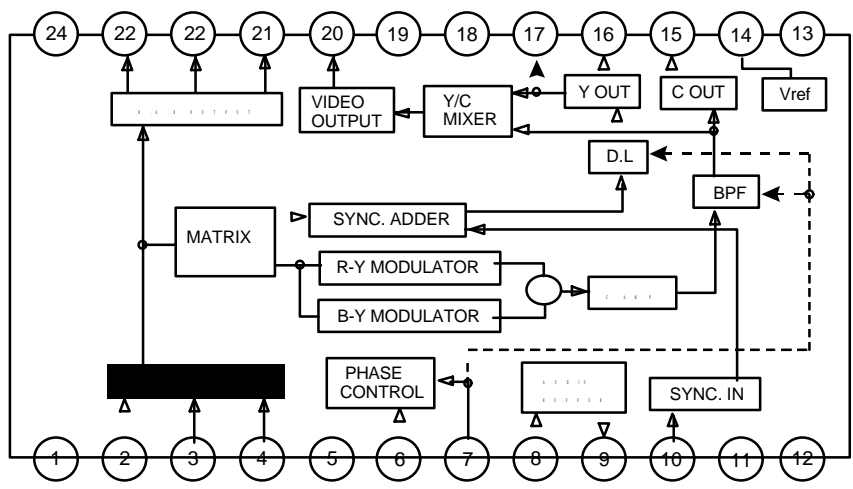 24 22 22 21 20 19 18 17 16 15 14 13
VIDEO
OUTPUT
Y/C
MIXER
Y OUT
C OUT
Vref
D.L
BPF
MATRIX
SYNC. ADDER
R-Y MODULATOR
B-Y MODULATOR
PHASE
CONTROL
SYNC. IN
1 2 3 4 5 6 7 8 9 10 11 12